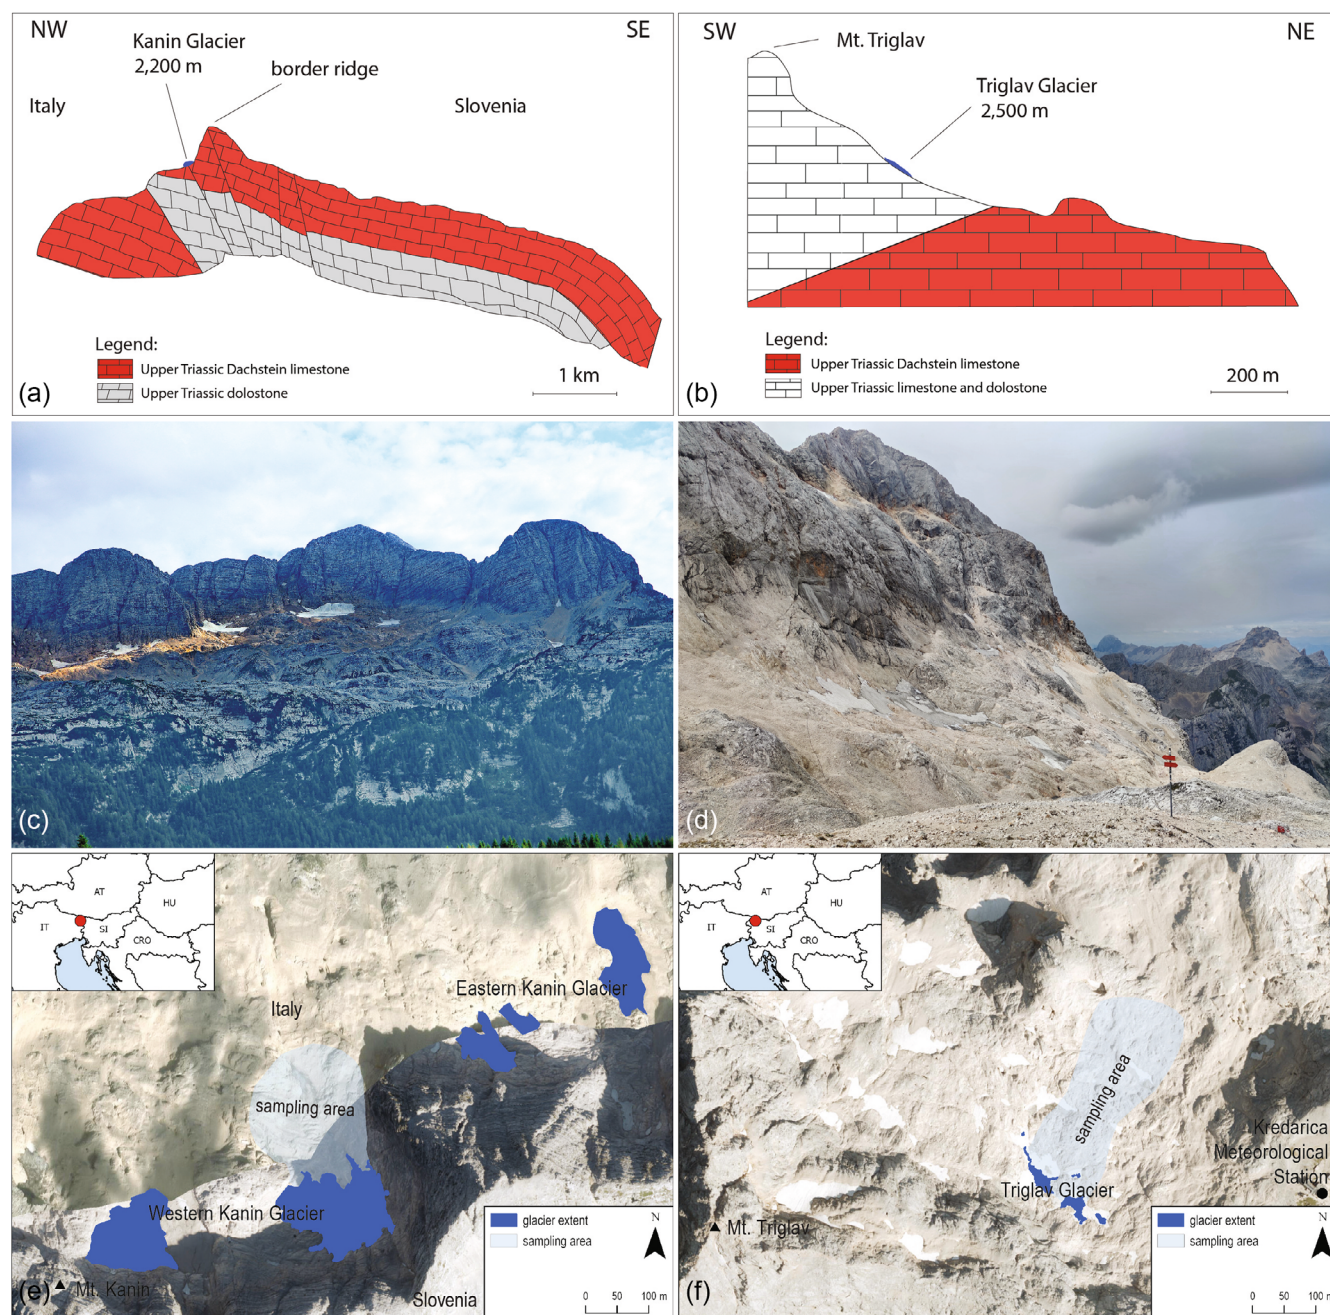 NW
SE
Kanin Glacier
2,200 m
border ridge
Italy
Slovenia
Legend:
Upper Triassic Dachstein limestone
Upper Triassic dolostone
1 km
(a)
SW
NE
Mt. Triglav
Triglav Glacier
2,500 m
Legend:
Upper Triassic Dachstein limestone
Upper Triassic limestone and dolostone
200 m
(b)
(c)
(d)
AT
HU
IT
SI
CRO
Italy
Eastern Kanin Glacier
sampling area
Western Kanin Glacier
Mt. Kanin
Slovenia
glacier extent
sampling area
N
0 50 100 m
(e)
AT
HU
IT
SI
CRO
sampling area
Kredarica
Meteorological
Station
Triglav Glacier
Mt. Triglav
glacier extent
sampling area
N
0 50 100 m
(f)